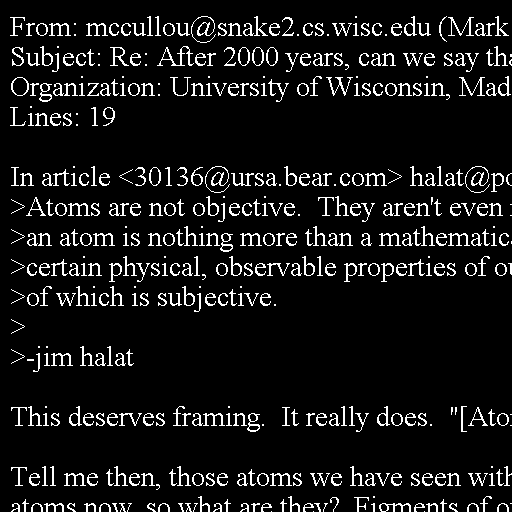 From: mccullou@snake2.cs.wisc.edu (Mark
Subject: Re: After 2000 years, can we say tha
Organization: University of Wisconsin, Mad
Lines: 19

In article <30136@ursa.bear.com> halat@po
>Atoms are not objective.  They aren't even
>an atom is nothing more than a mathematica
>certain physical, observable properties of ou
>of which is subjective.
>
>-jim halat

This deserves framing.  It really does.  "[Ato

Tell me then, those atoms we have seen with
atoms now, so what are they?  Figments of o